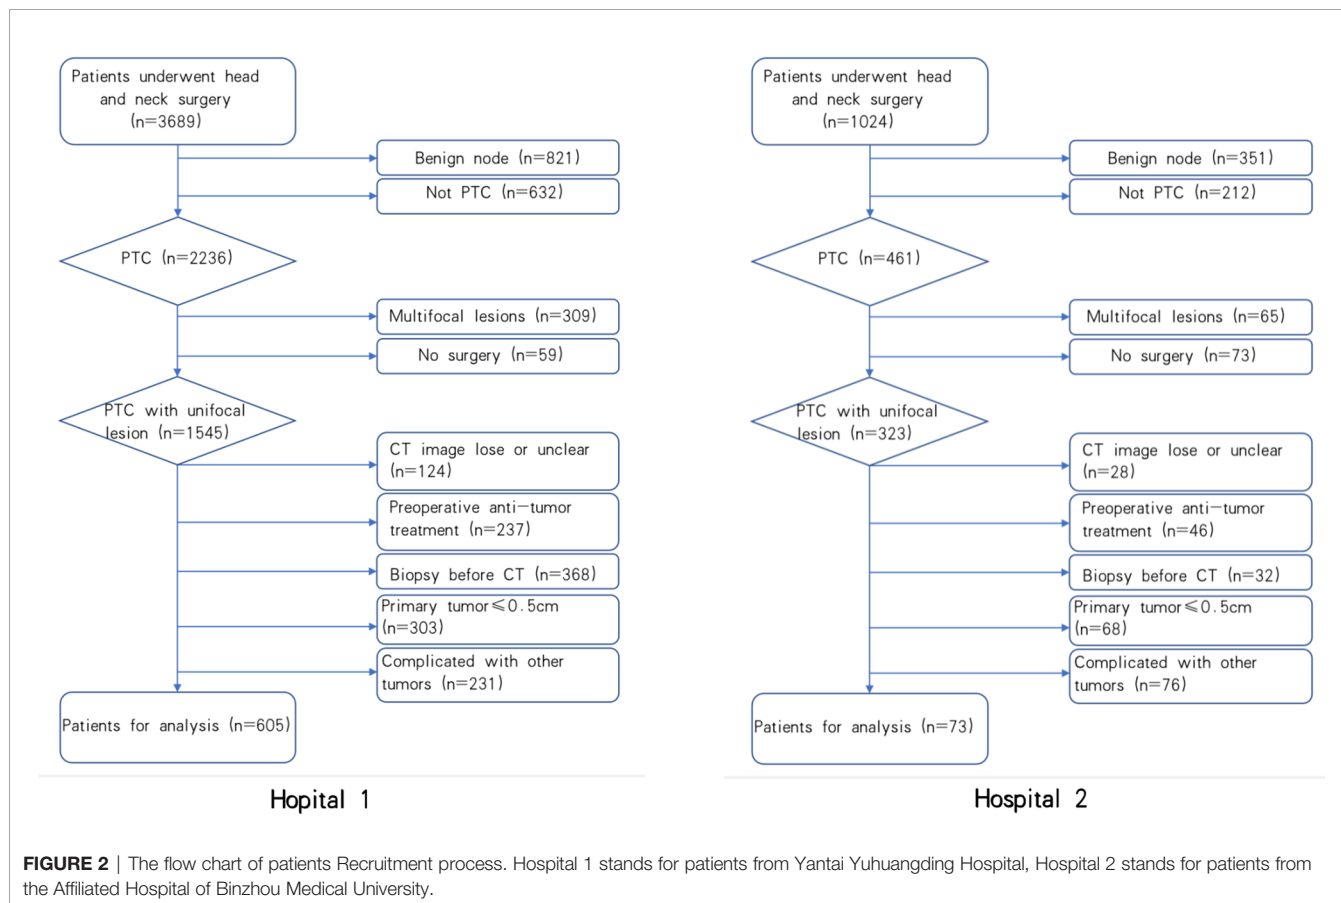 Patients underwent head
and neck surgery
(n=3689)
Benign node (n=821)
Not PTC (n=632)
PTC (n=2236)
Multifocal lesions (n=309)
No surgery (n=59)
PTC with unifocal
lesion (n=1545)
CT image lose or unclear
(n=124)
Preoperative anti-tumor
treatment (n=237)
Biopsy before CT (n=368)
Primary tumor≤0.5cm
(n=303)
Complicated with other
tumors (n=231)
Patients for analysis (n=605)
Hopital 1
Patients underwent head
and neck surgery
(n=1024)
Benign node (n=351)
Not PTC (n=212)
PTC (n=461)
Multifocal lesions (n=65)
No surgery (n=73)
PTC with unifocal
lesion (n=323)
CT image lose or unclear
(n=28)
Preoperative anti-tumor
treatment (n=46)
Biopsy before CT (n=32)
Primary tumor≤0.5cm
(n=68)
Complicated with other
tumors (n=76)
Patients for analysis (n=73)
Hospital 2
FIGURE 2 | The flow chart of patients Recruitment process. Hospital 1 stands for patients from Yantai Yuhuangding Hospital, Hospital 2 stands for patients from
the Affiliated Hospital of Binzhou Medical University.